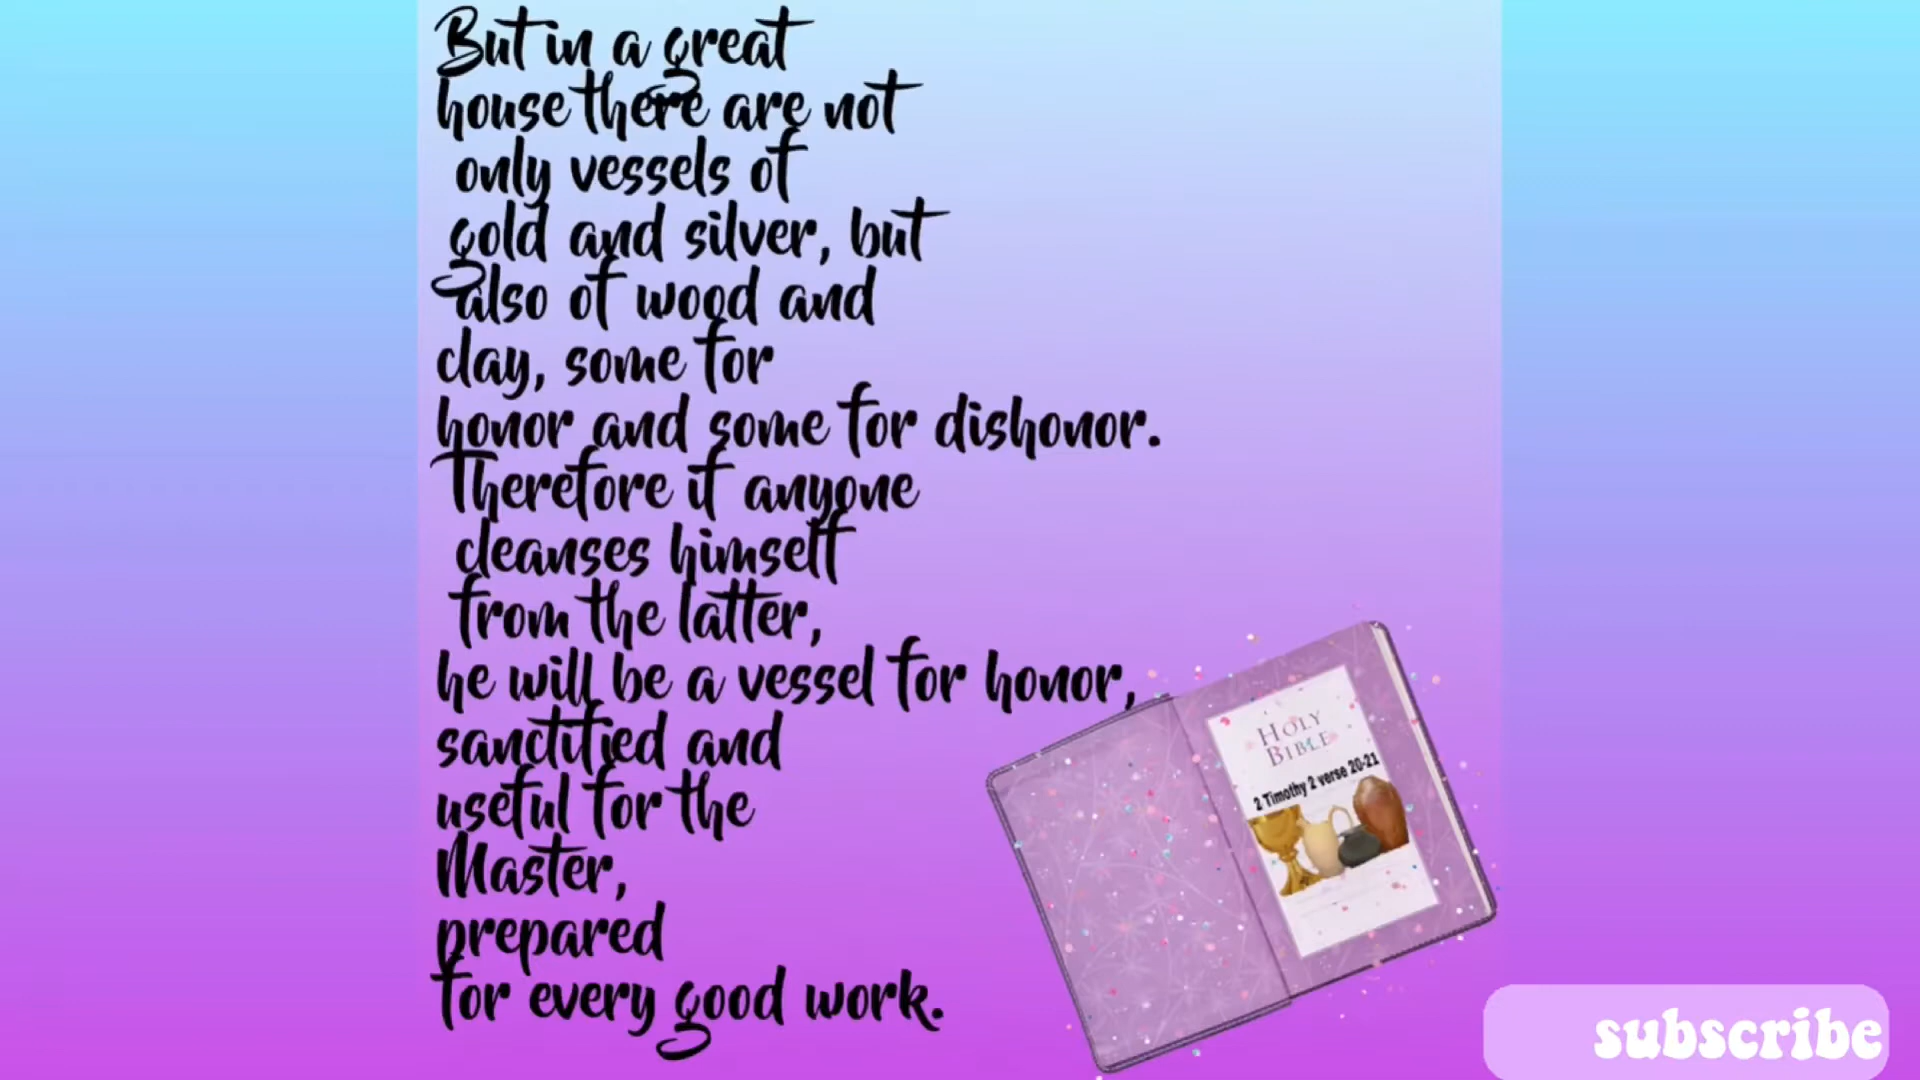 But in a great
house there are not
only vessels of
gold and silver, but
also of wood and
clay, some for
honor and some for dishonor.
Therefore if anyone
cleanses himself
from the latter,
he will be a vessel for honor,
sanctified and
useful for the
Master,
prepared
for every good work.
HOLY
BIBLE
2 Timothy 2 verse 20-21
subscribe